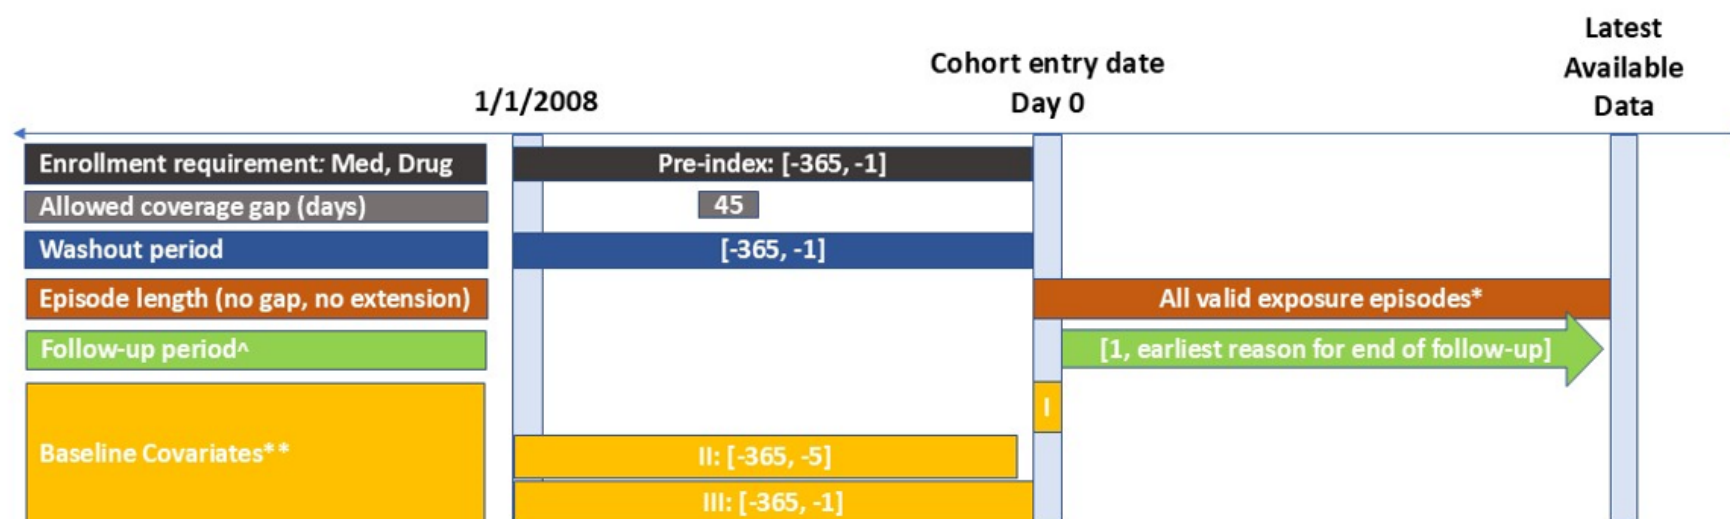 Latest
Available
Data
Cohort entry date
Day 0
1/1/2008
Enrollment requirement: Med, Drug
Pre-index: [-365, -1]
Allowed coverage gap (days)
45
Washout period
[-365, -1]
Episode length (no gap, no extension)
All valid exposure episodes*
Follow-up period^
[1, earliest reason for end of follow-up]
I
Baseline Covariates**
II: [-365, -5]
III: [-365, -1]